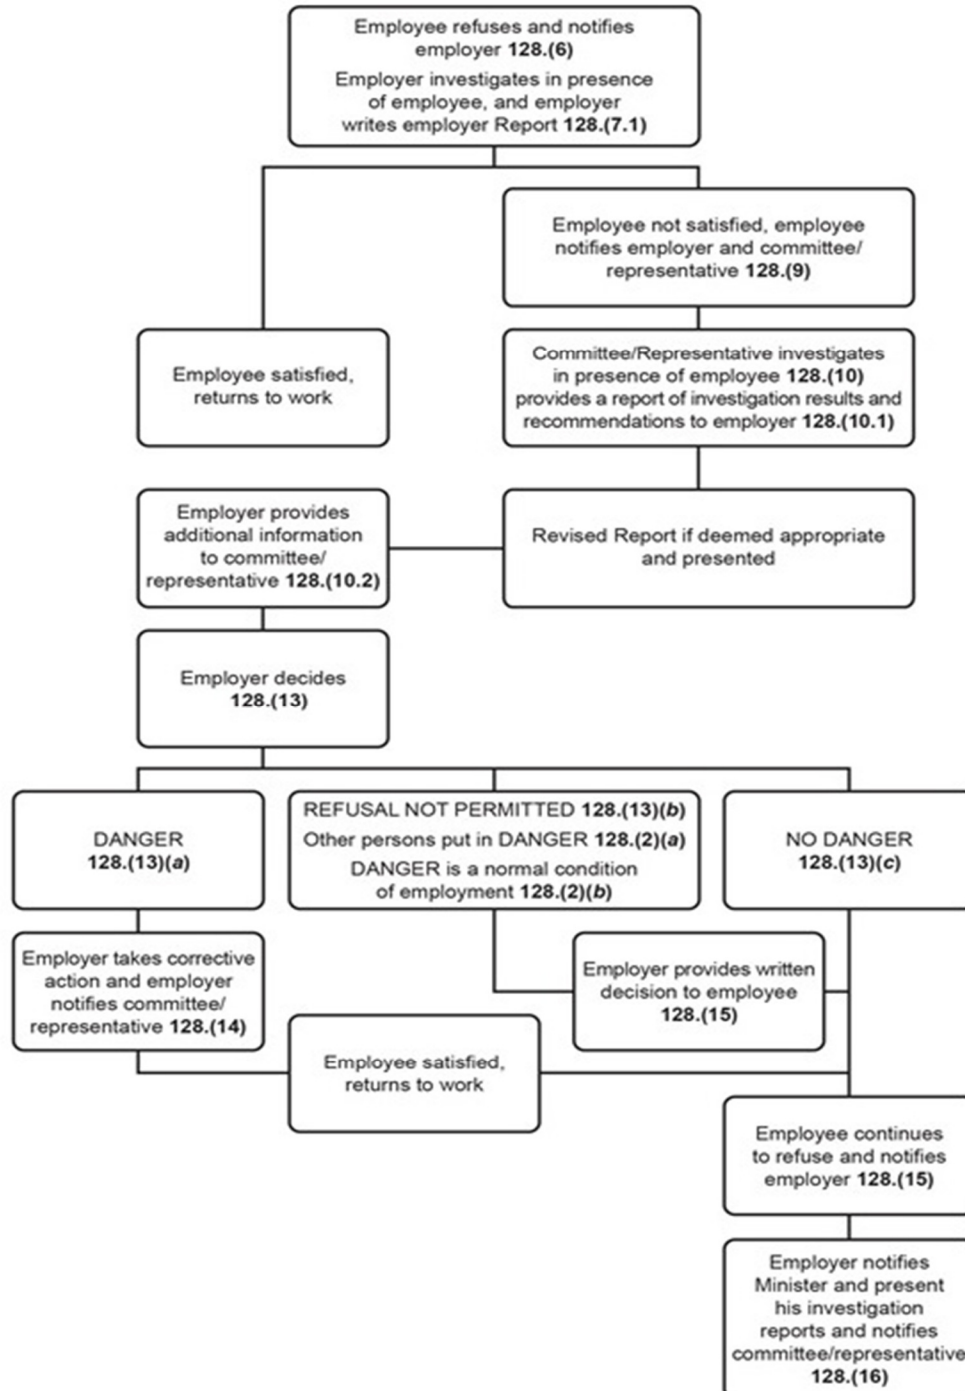 Employee refuses and notifies
employer 128.(6)
Employer investigates in presence
of employee, and employer
writes employer Report 128.(7.1)
Employee not satisfied, employee
notifies employer and committee/
representative 128.(9)
Employee satisfied,
returns to work
Committee/Representative investigates
in presence of employee 128.(10)
provides a report of investigation results and
recommendations to employer 128.(10.1)
Employer provides
additional information
to committee/
representative 128.(10.2)
Revised Report if deemed appropriate
and presented
Employer decides
128.(13)
DANGER
128.(13)(a)
REFUSAL NOT PERMITTED 128.(13)(b)
Other persons put in DANGER 128.(2)(a)
DANGER is a normal condition
of employment 128.(2)(b)
NO DANGER
128.(13)(c)
Employer takes corrective
action and employer
notifies committee/
representative 128.(14)
Employer provides written
decision to employee
128.(15)
Employee satisfied,
returns to work
Employee continues
to refuse and notifies
employer 128.(15)
Employer notifies
Minister and present
his investigation
reports and notifies
committee/representative
128.(16)